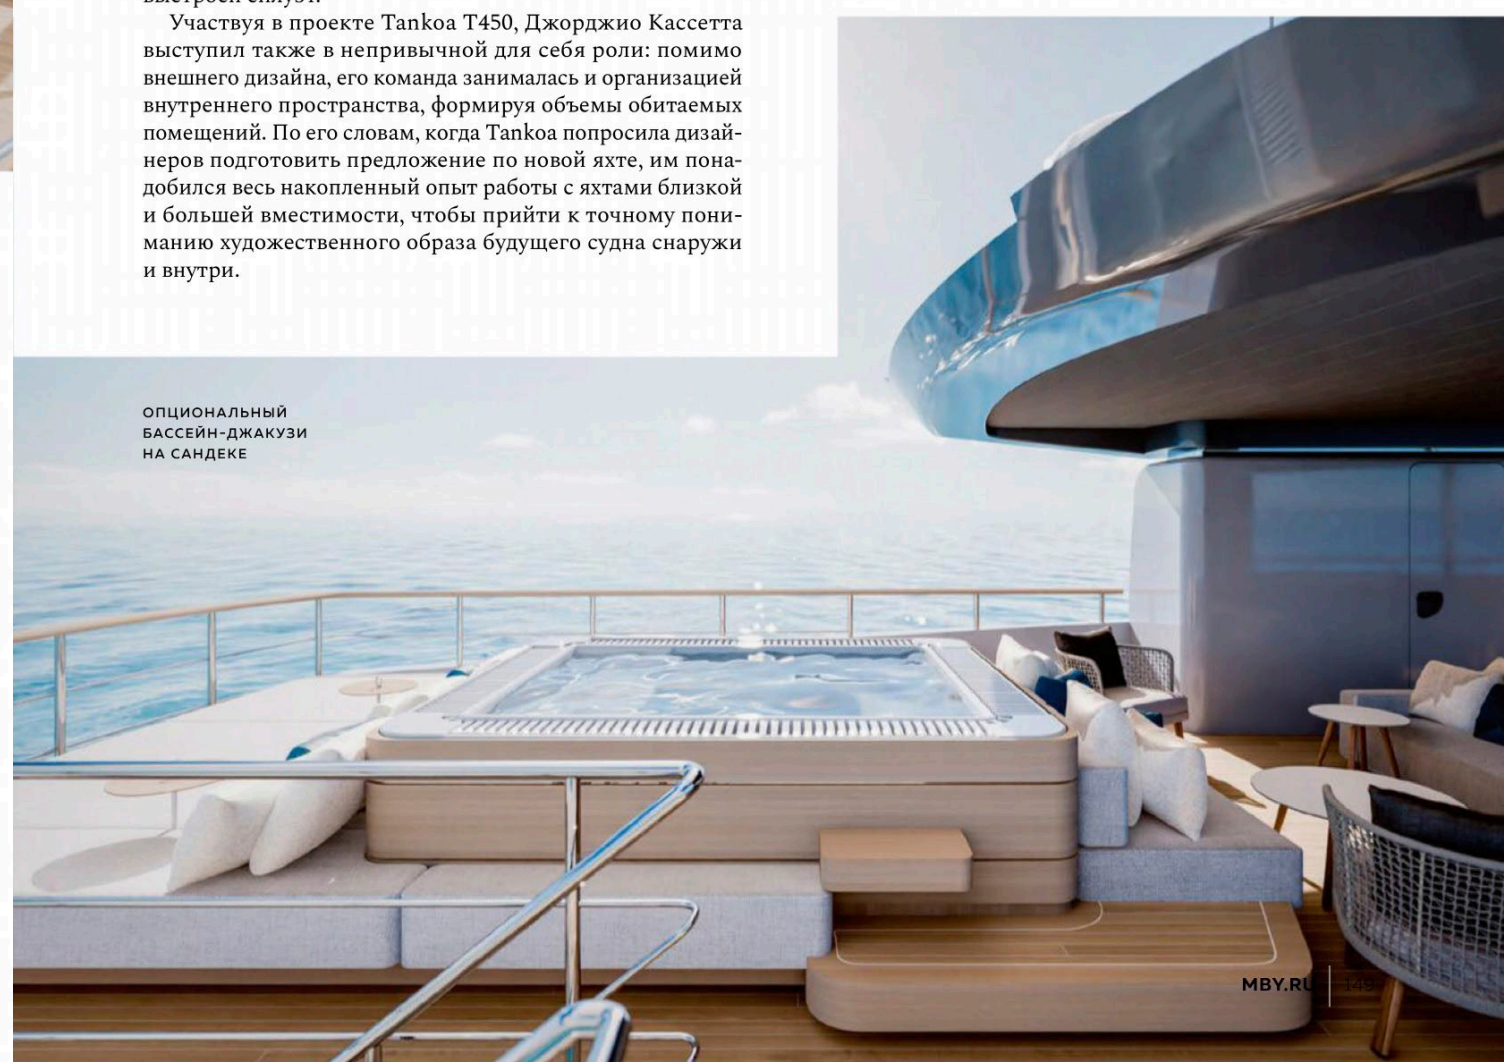 Участвуя в проекте Tankoa T450, Джорджио Кассетта
выступил также в непривычной для себя роли: помимо
внешнего дизайна, его команда занималась и организацией
внутреннего пространства, формируя объемы обитаемых
помещений. По его словам, когда Tankoa попросила дизай-
неров подготовить предложение по новой яхте, им пона-
добился весь накопленный опыт работы с яхтами близкой
и большей вместимости, чтобы прийти к точному пони-
манию художественного образа будущего судна снаружи
и внутри.
ОПЦИОНАЛЬНЫЙ
БАССЕЙН-ДЖАКУЗИ
НА САНДЕКЕ
MBY.RU 149